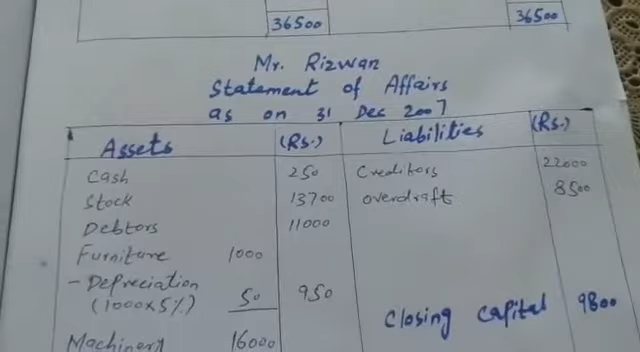 36500 36500
Mr. Rizwan
Statement of Affairs
as on 31 Dec 2007
Assets (Rs.) Liabilities (Rs.)
Cash 250 Creditors 22000
Stock 13700 overdraft 8500
Debtors 11000
Furniture 1000
- Depreciation
(1000x5%) 50 950 Closing capital 9800
Machinery 16000